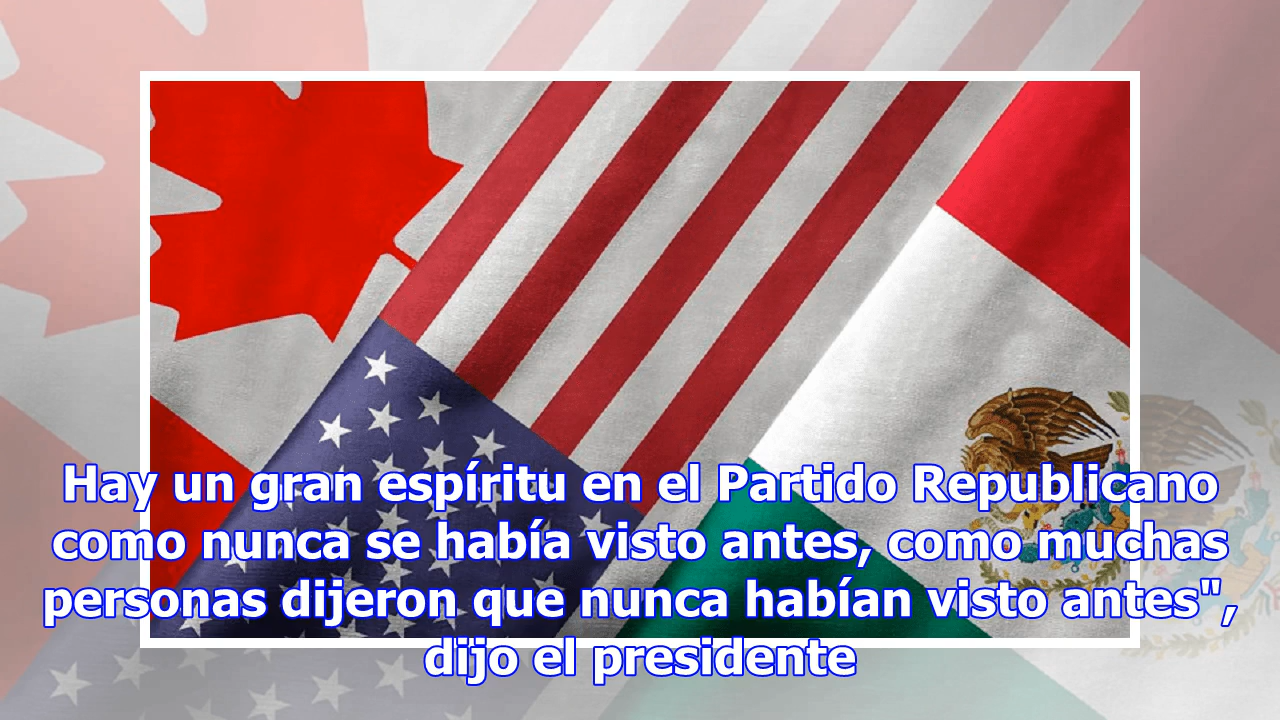 Hay un gran espíritu en el Partido Republicano
como nunca se había visto antes, como muchas
personas dijeron que nunca habían visto antes",
dijo el presidente